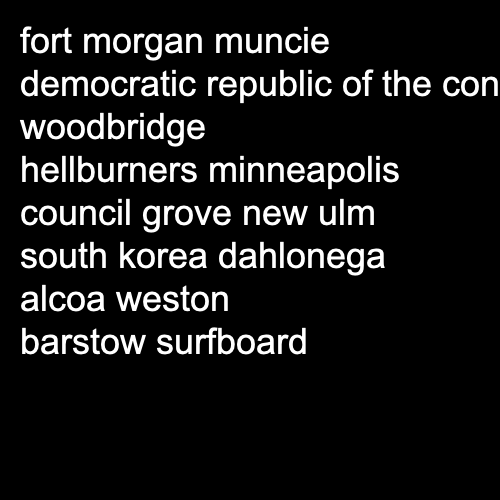 fort morgan muncie
democratic republic of the con
woodbridge
hellburners minneapolis
council grove new ulm
south korea dahlonega
alcoa weston
barstow surfboard